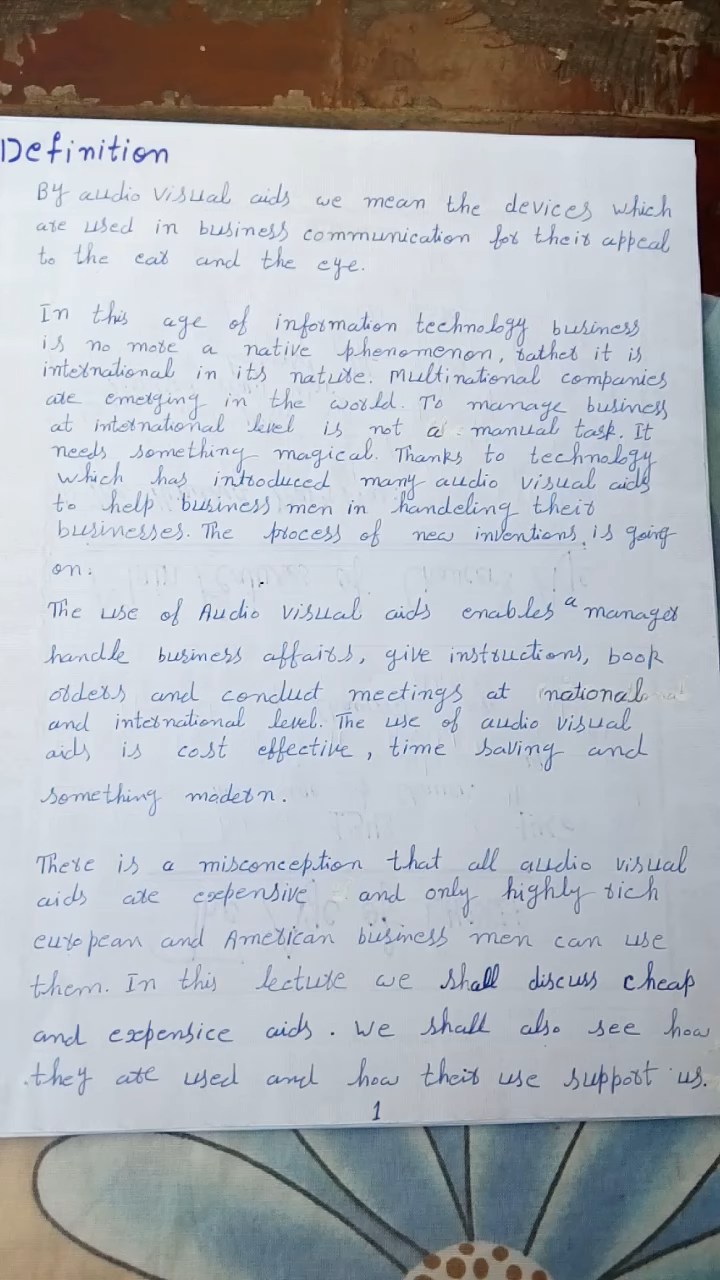 Definition
By audio visual aids we mean the devices which
are used in business communication for their appeal
to the ear and the eye.
In this age of information technology business
is no more a native phenomenon, rather it is
international in its nature. Multinational companies
are emerging in the world. To manage business
at international level is not a manual task. It
needs something magical. Thanks to technology
which has introduced many audio visual aids
to help business men in handeling their
businesses. The process of new inventions is going
on.
The use of Audio visual aids enables a manager
handle business affairs, give instructions, book
orders and conduct meetings at national
and international level. The use of audio visual
aids is cost effective, time saving and
something modern.
There is a misconception that all audio visual
aids are expensive and only highly rich
european and American business men can use
them. In this lecture we shall discuss cheap
and expensice aids. We shall also see how
they are used and how their use support us.
1